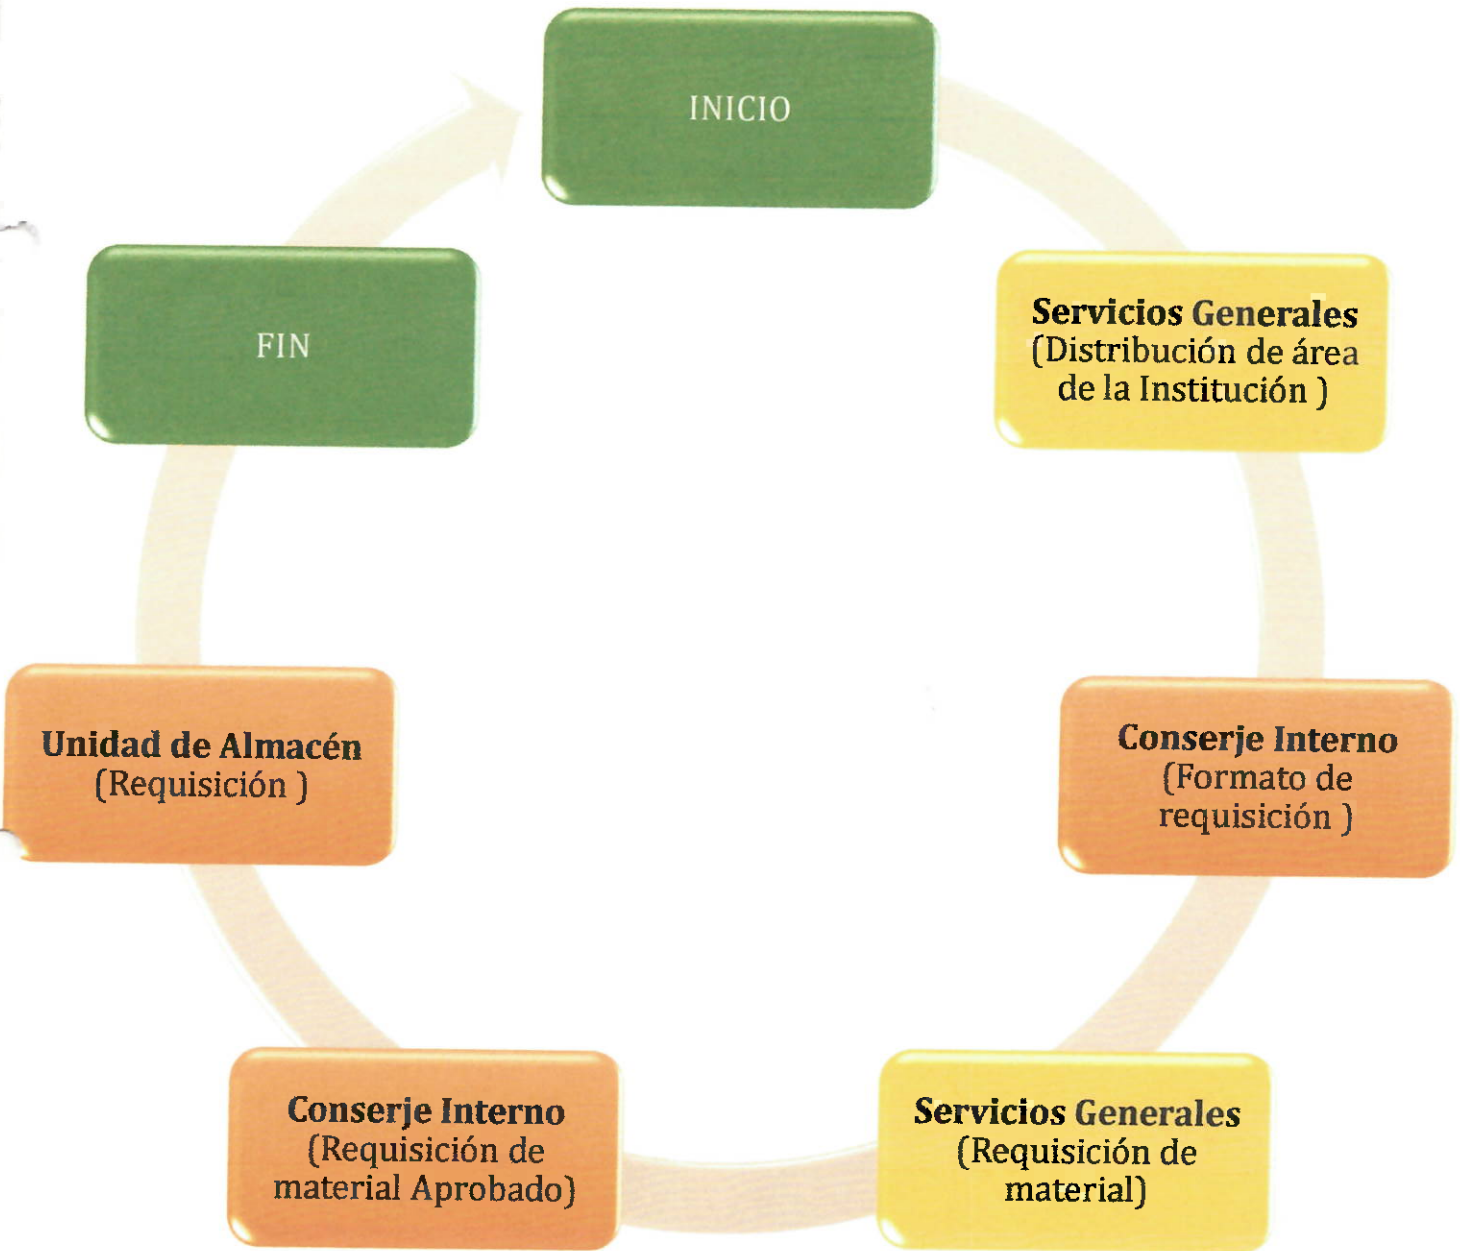 INICIO
Servicios Generales
(Distribución de área
de la Institución )
Conserje Interno
(Formato de
requisición )
Servicios Generales
(Requisición de
material)
Conserje Interno
(Requisición de
material Aprobado)
Unidad de Almacén
(Requisición )
FIN